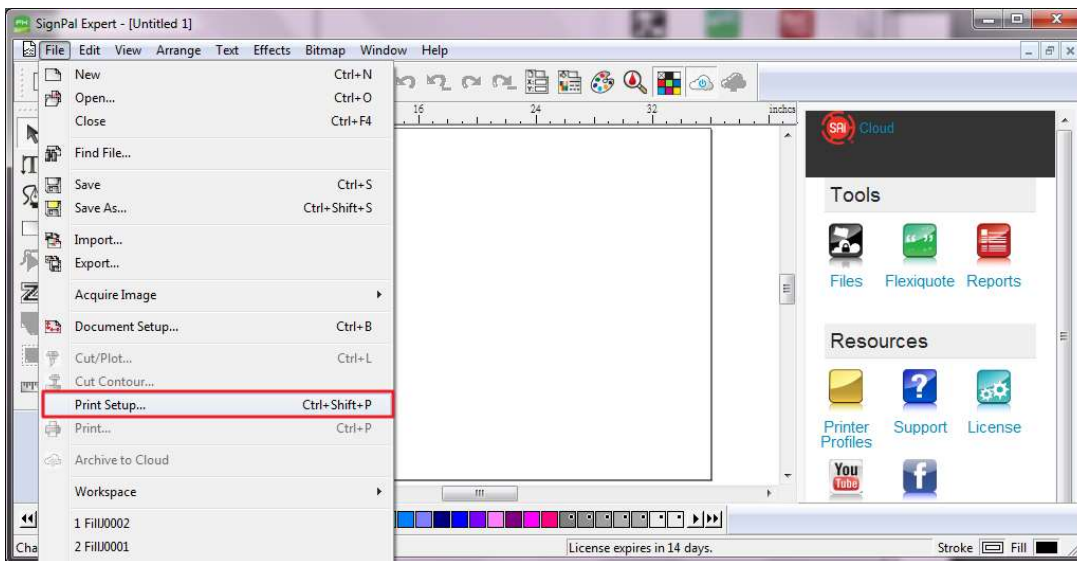 SignPal Expert - [Untitled 1]
File Edit View Arrange Text Effects Bitmap Window Help
New Ctrl+N
Open... Ctrl+O
Close Ctrl+F4
Find File...
Save Ctrl+S
Save As... Ctrl+Shift+S
Import...
Export...
Acquire Image
Document Setup... Ctrl+B
Cut/Plot... Ctrl+L
Cut Contour...
Print Setup... Ctrl+Shift+P
Print... Ctrl+P
Archive to Cloud
Workspace
1 FillJ0002
2 FillJ0001
16 24 32 inches
SAi Cloud
Tools
Files Flexiquote Reports
Resources
Printer Profiles
Support
License
You Tube
f
Cha
License expires in 14 days.
Stroke Fill